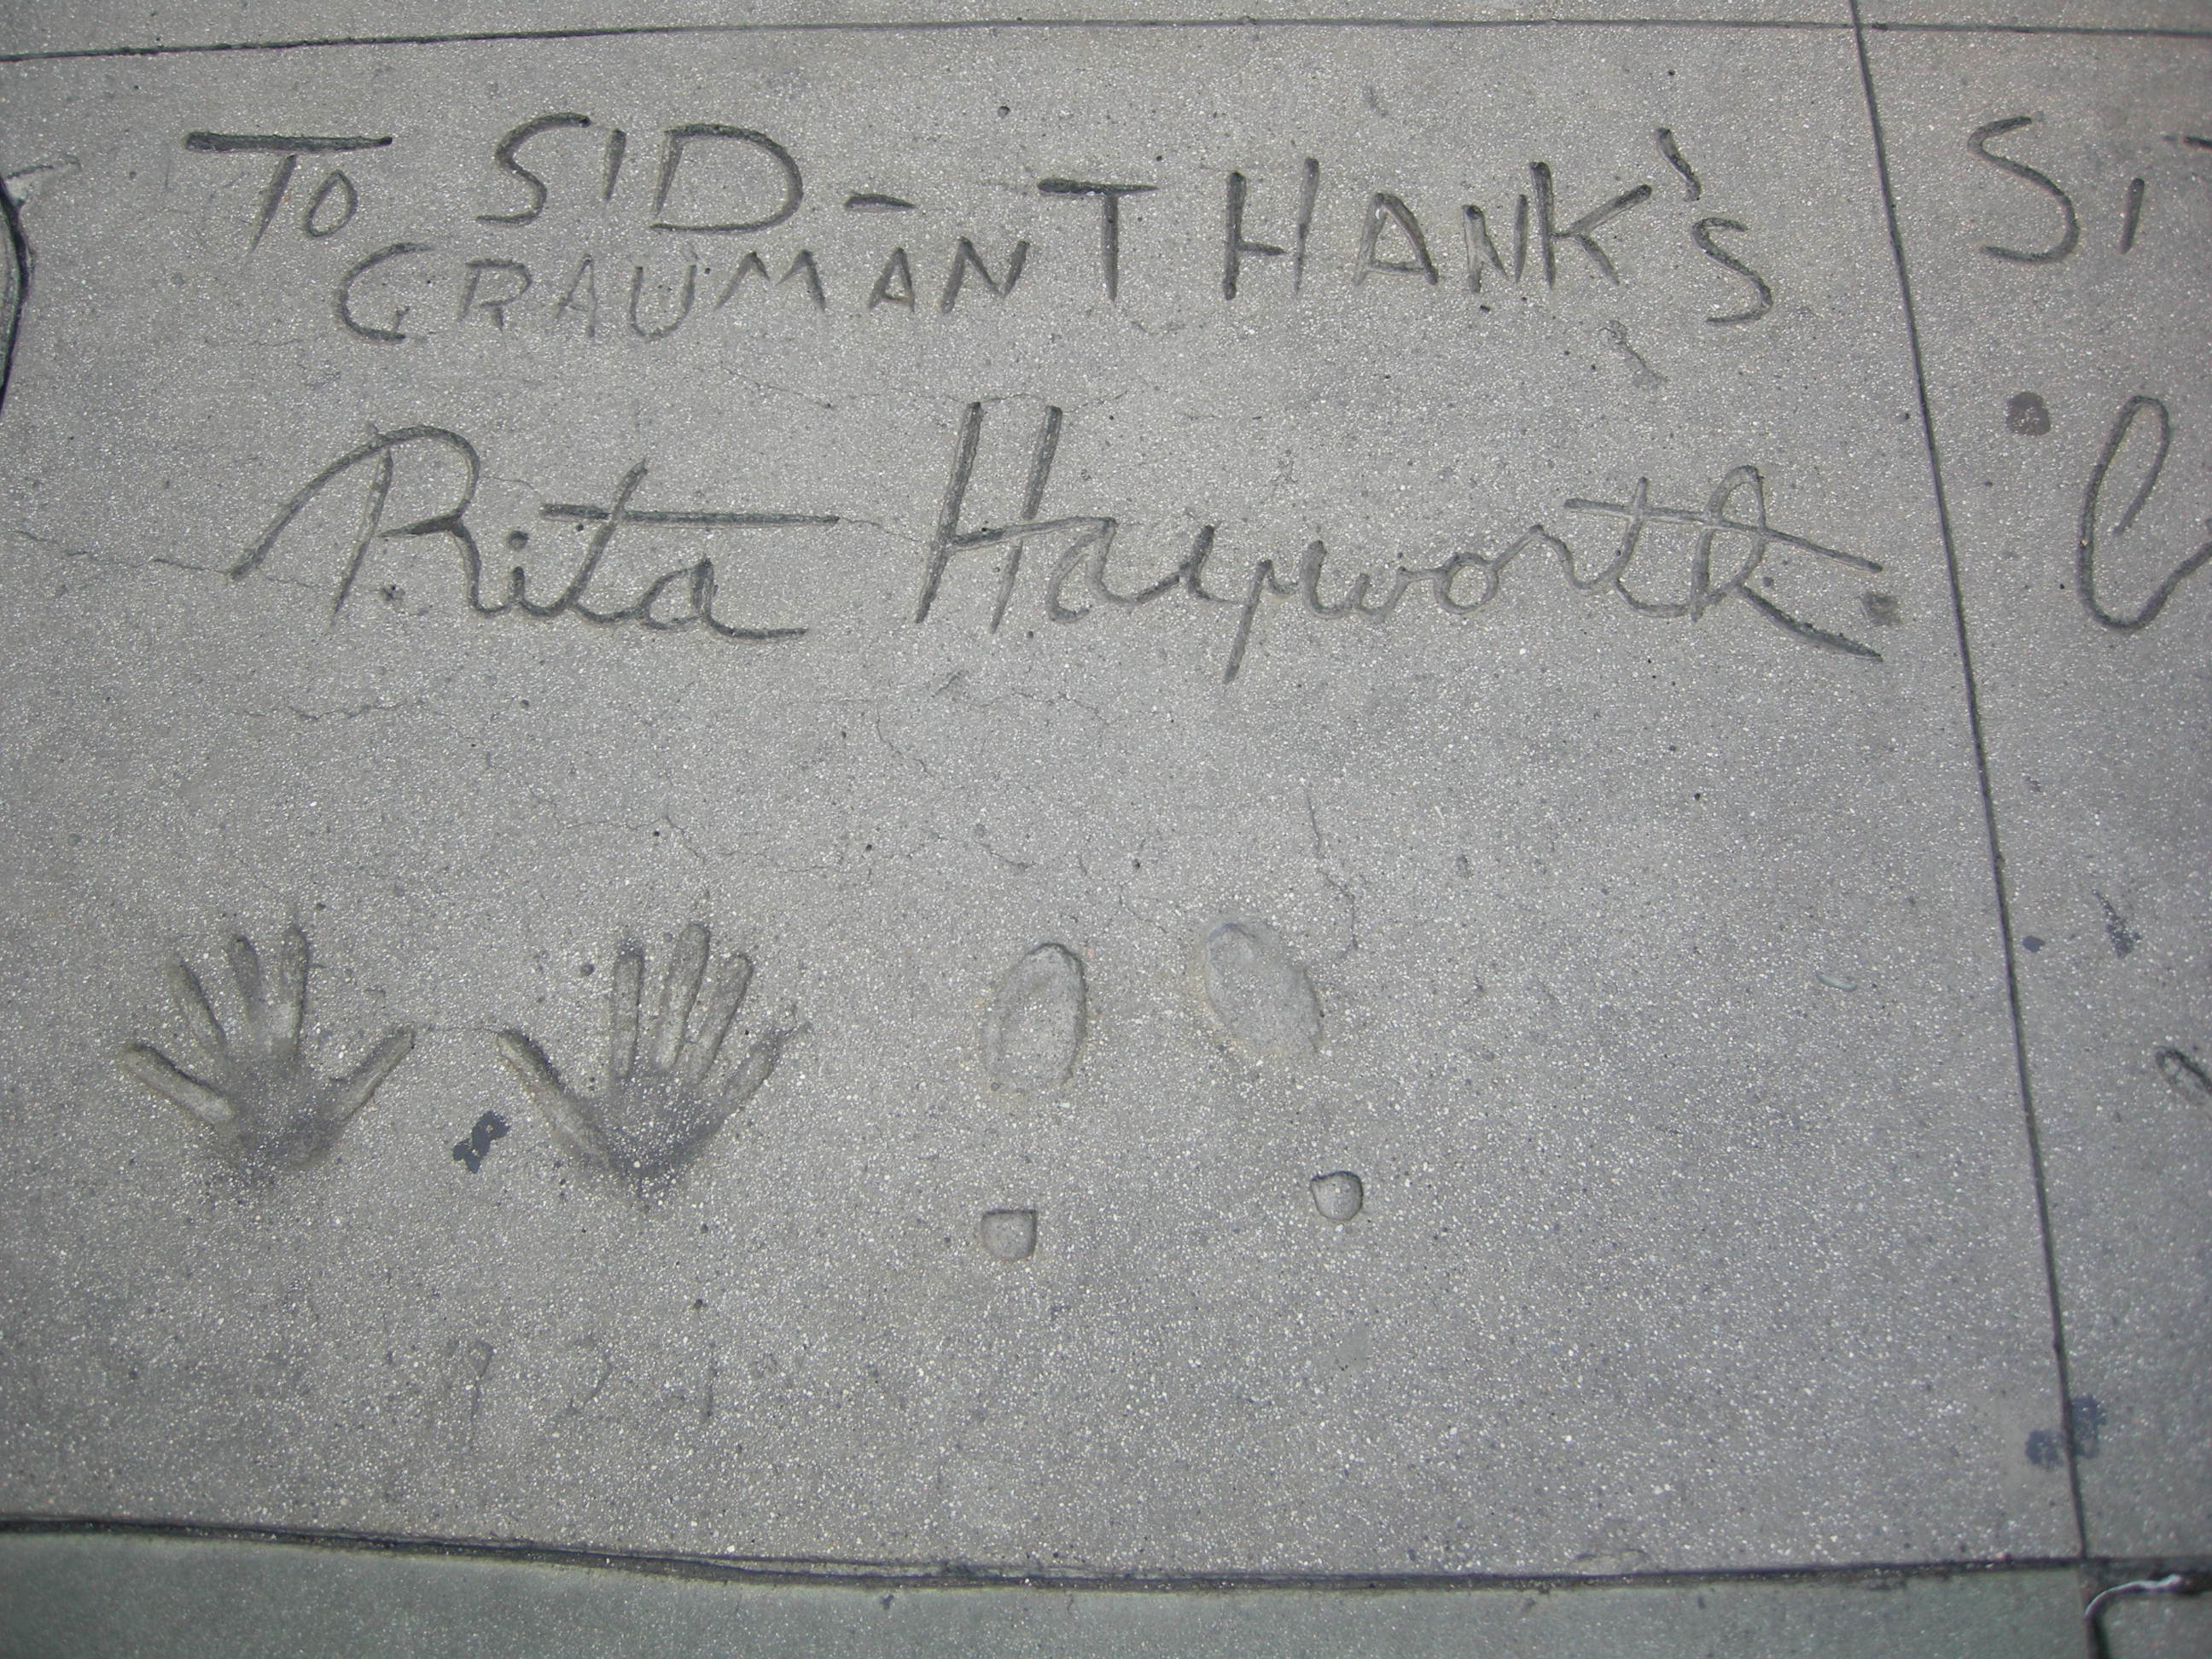 To SID - THANK'S
GRAUMAN
Rita Hayworth.